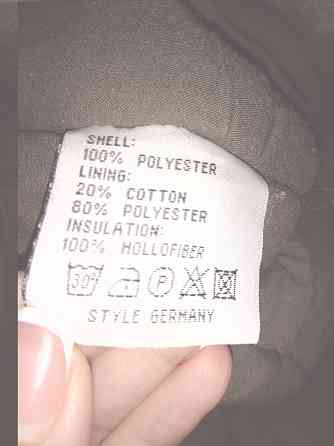 SHELL:
100% POLYESTER
LINING:
20% COTTON
80% POLYESTER
INSULATION:
100% HOLLOFIBER
30° P
STYLE GERMANY